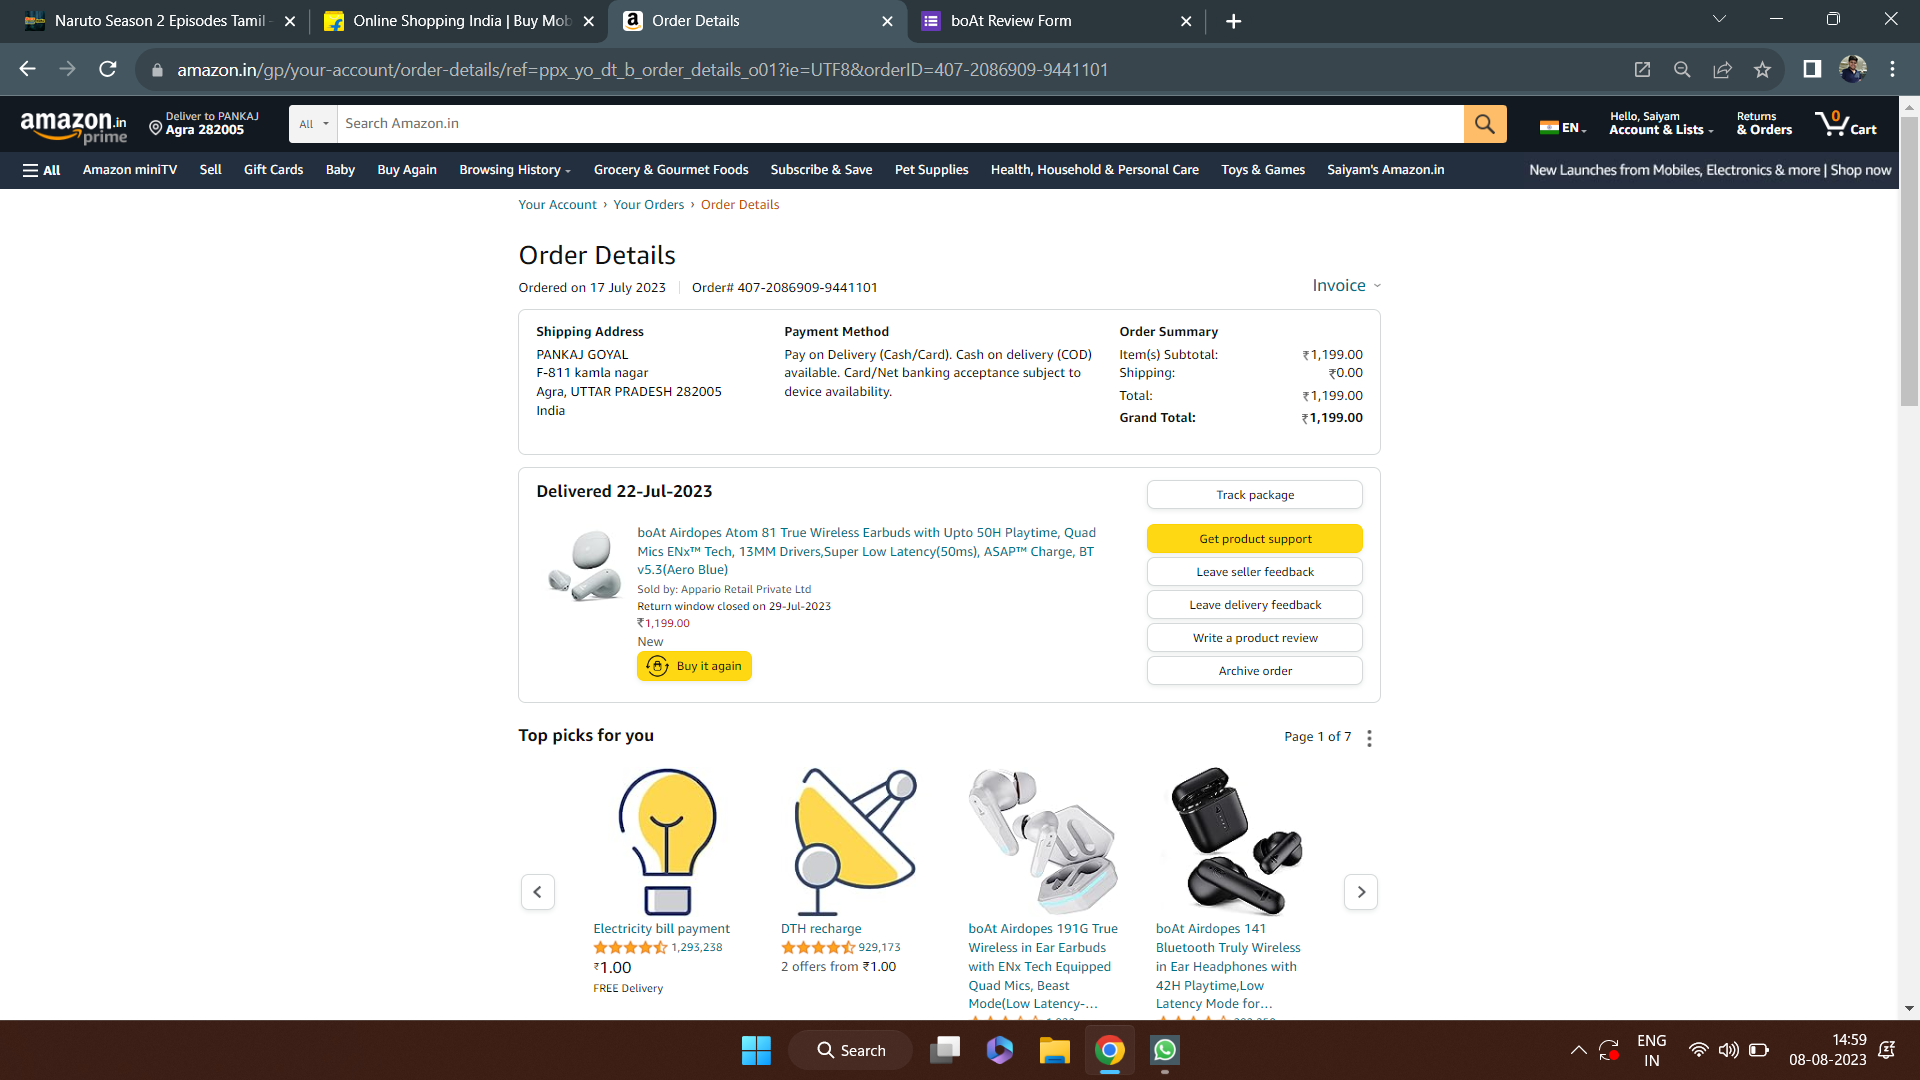 Naruto Season 2 Episodes Tamil -
Online Shopping India | Buy Mob
Order Details
boAt Review Form
amazon.in/gp/your-account/order-details/ref=ppx_yo_dt_b_order_details_o01?ie=UTF8&orderID=407-2086909-9441101
amazon.in
prime
Deliver to PANKAJ
Agra 282005
All
Search Amazon.in
EN
Hello, Saiyam
Account & Lists
Returns
& Orders
0
Cart
All
Amazon miniTV
Sell
Gift Cards
Baby
Buy Again
Browsing History
Grocery & Gourmet Foods
Subscribe & Save
Pet Supplies
Health, Household & Personal Care
Toys & Games
Saiyam's Amazon.in
New Launches from Mobiles, Electronics & more | Shop now
Your Account › Your Orders › Order Details
Order Details
Ordered on 17 July 2023
Order# 407-2086909-9441101
Invoice
Shipping Address
PANKAJ GOYAL
F-811 kamla nagar
Agra, UTTAR PRADESH 282005
India
Payment Method
Pay on Delivery (Cash/Card). Cash on delivery (COD)
available. Card/Net banking acceptance subject to
device availability.
Order Summary
Item(s) Subtotal: ₹1,199.00
Shipping: ₹0.00
Total: ₹1,199.00
Grand Total: ₹1,199.00
Delivered 22-Jul-2023
boAt Airdopes Atom 81 True Wireless Earbuds with Upto 50H Playtime, Quad
Mics ENx™ Tech, 13MM Drivers,Super Low Latency(50ms), ASAP™ Charge, BT
v5.3(Aero Blue)
Sold by: Appario Retail Private Ltd
Return window closed on 29-Jul-2023
₹1,199.00
New
Buy it again
Track package
Get product support
Leave seller feedback
Leave delivery feedback
Write a product review
Archive order
Top picks for you
Page 1 of 7
Electricity bill payment
1,293,238
₹1.00
FREE Delivery
DTH recharge
929,173
2 offers from ₹1.00
boAt Airdopes 191G True
Wireless in Ear Earbuds
with ENx Tech Equipped
Quad Mics, Beast
Mode(Low Latency-...
boAt Airdopes 141
Bluetooth Truly Wireless
in Ear Headphones with
42H Playtime,Low
Latency Mode for...
Search
ENG
IN
14:59
08-08-2023